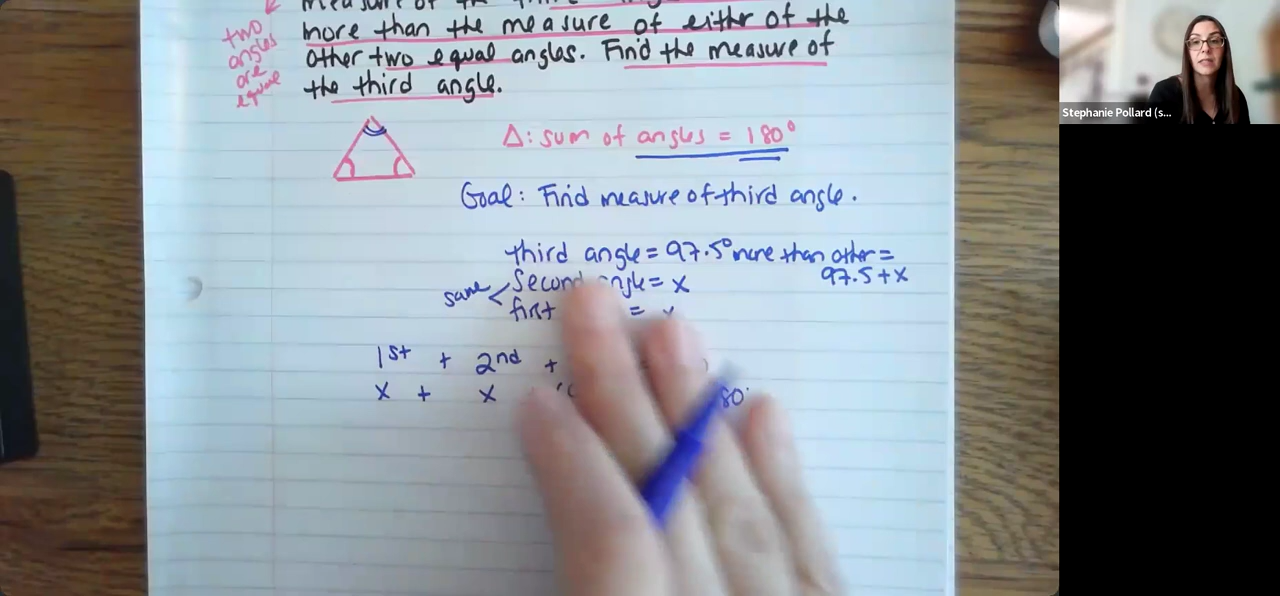 two
angles
are
equal
more than the measure of either of the
other two equal angles. Find the measure of
the third angle.
Δ: sum of angles = 180°
Goal: Find measure of third angle.
third angle = 97.5° more than other =
97.5 + x
same < second angle = x
first =
1st + 2nd +
x + x
Stephanie Pollard (s...